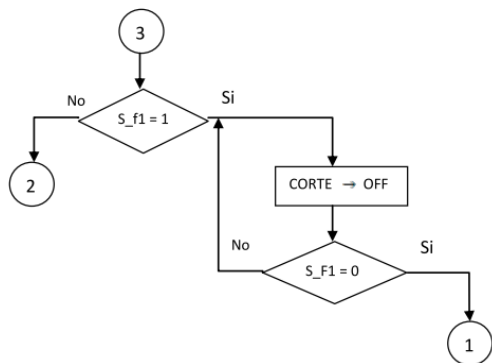 3
No
Si
S_f1 = 1
2
CORTE → OFF
No
Si
S_F1 = 0
1